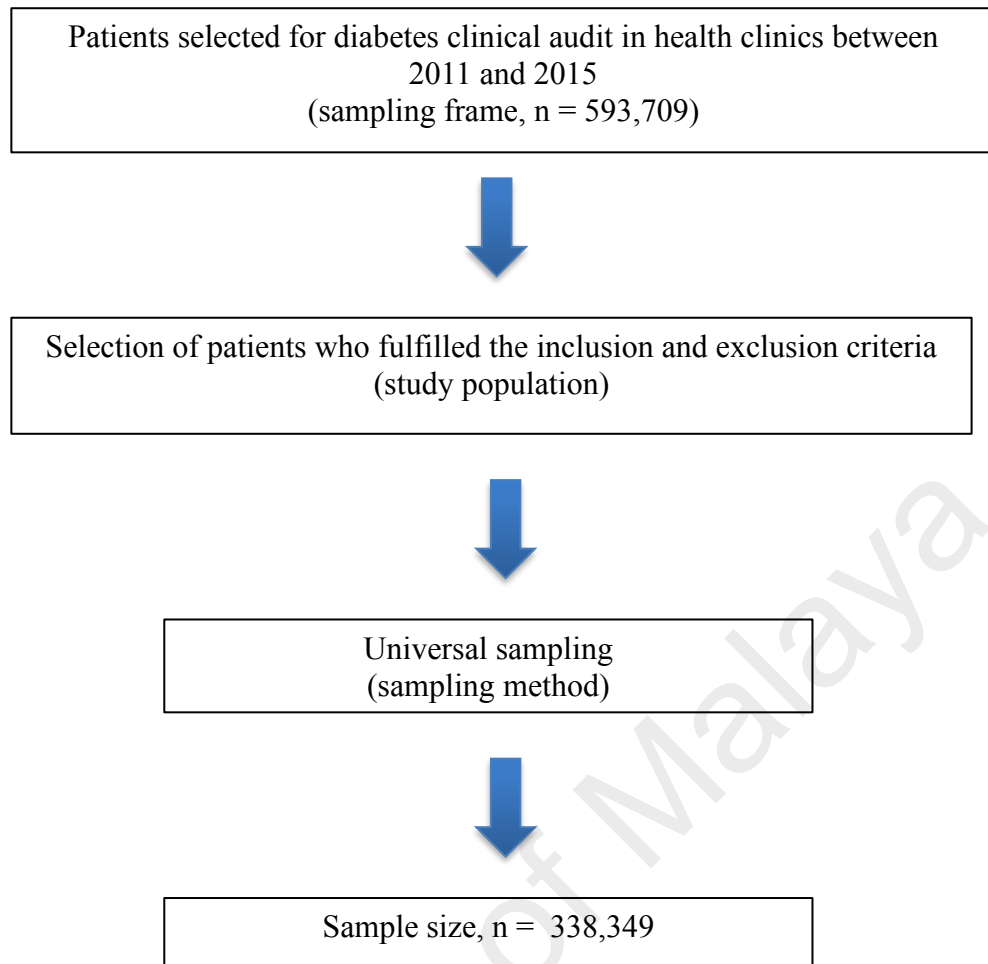 Patients selected for diabetes clinical audit in health clinics between
2011 and 2015
(sampling frame, n = 593,709)
Selection of patients who fulfilled the inclusion and exclusion criteria
(study population)
Universal sampling
(sampling method)
Sample size, n = 338,349
of Malaya